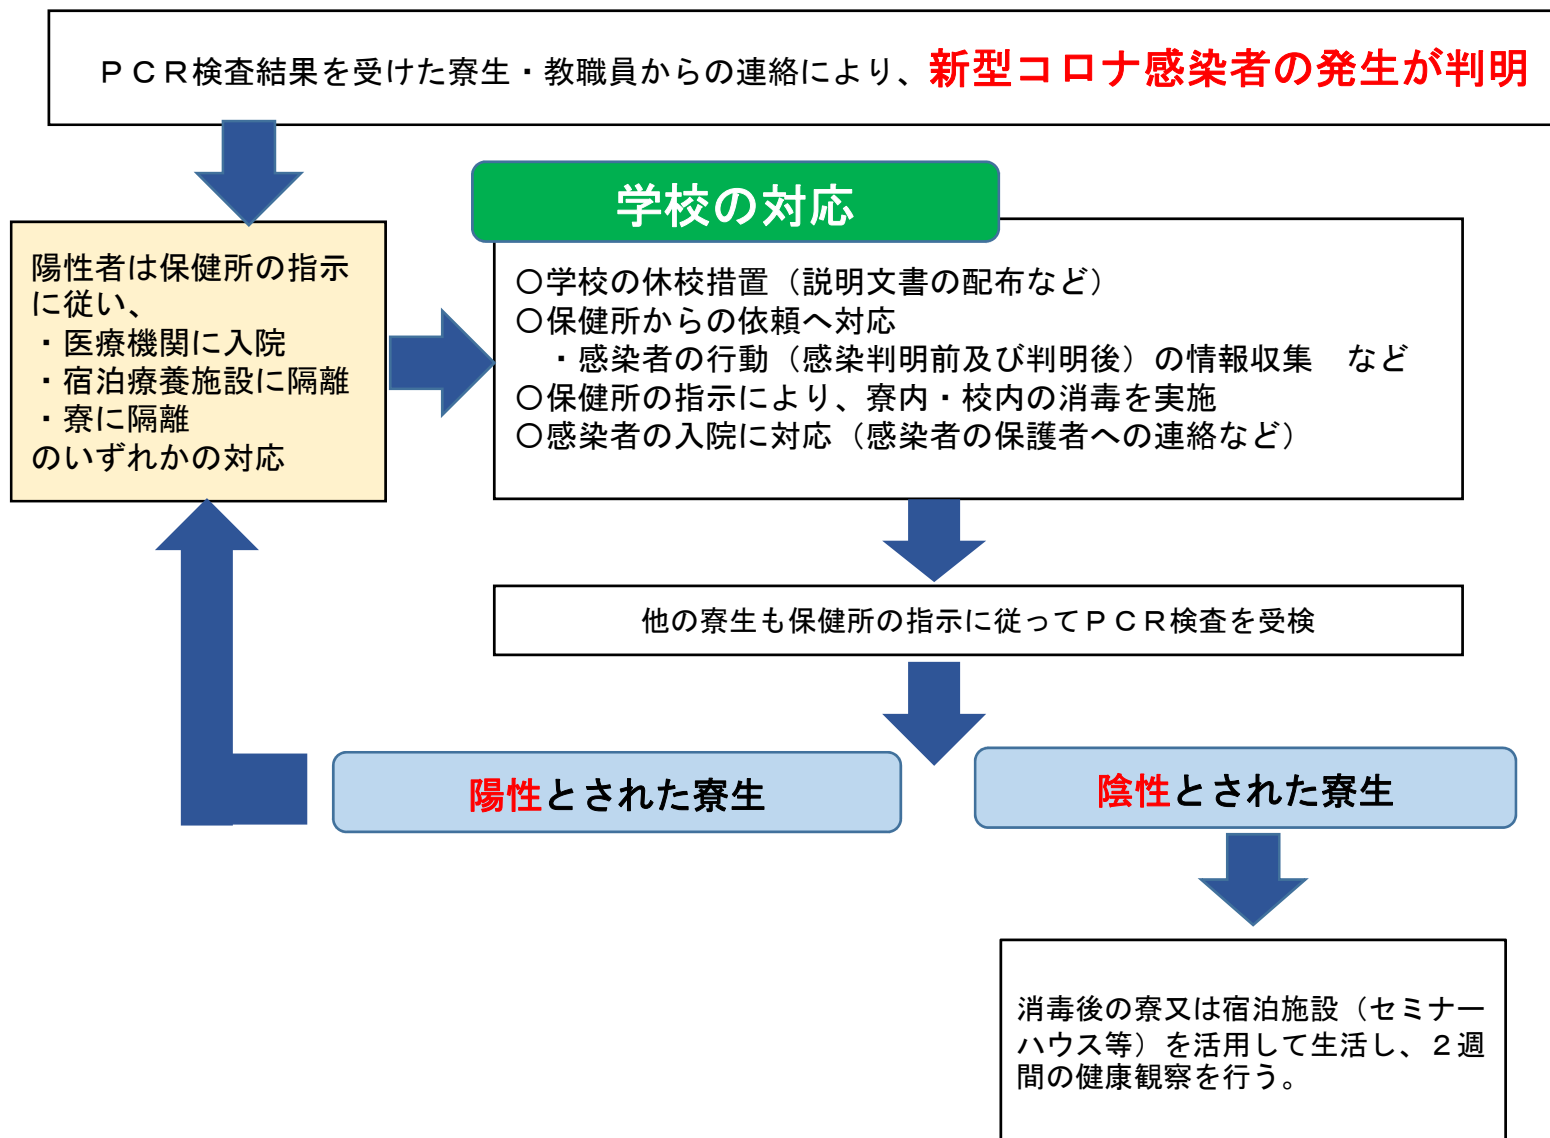 ＰＣＲ検査結果を受けた寮生・教職員からの連絡により、新型コロナ感染者の発生が判明
学校の対応
陽性者は保健所の指示
に従い、
・医療機関に入院
・宿泊療養施設に隔離
・寮に隔離
のいずれかの対応
○学校の休校措置（説明文書の配布など）
○保健所からの依頼へ対応
・感染者の行動（感染判明前及び判明後）の情報収集　など
○保健所の指示により、寮内・校内の消毒を実施
○感染者の入院に対応（感染者の保護者への連絡など）
他の寮生も保健所の指示に従ってＰＣＲ検査を受検
陽性とされた寮生
陰性とされた寮生
消毒後の寮又は宿泊施設（セミナー
ハウス等）を活用して生活し、２週
間の健康観察を行う。